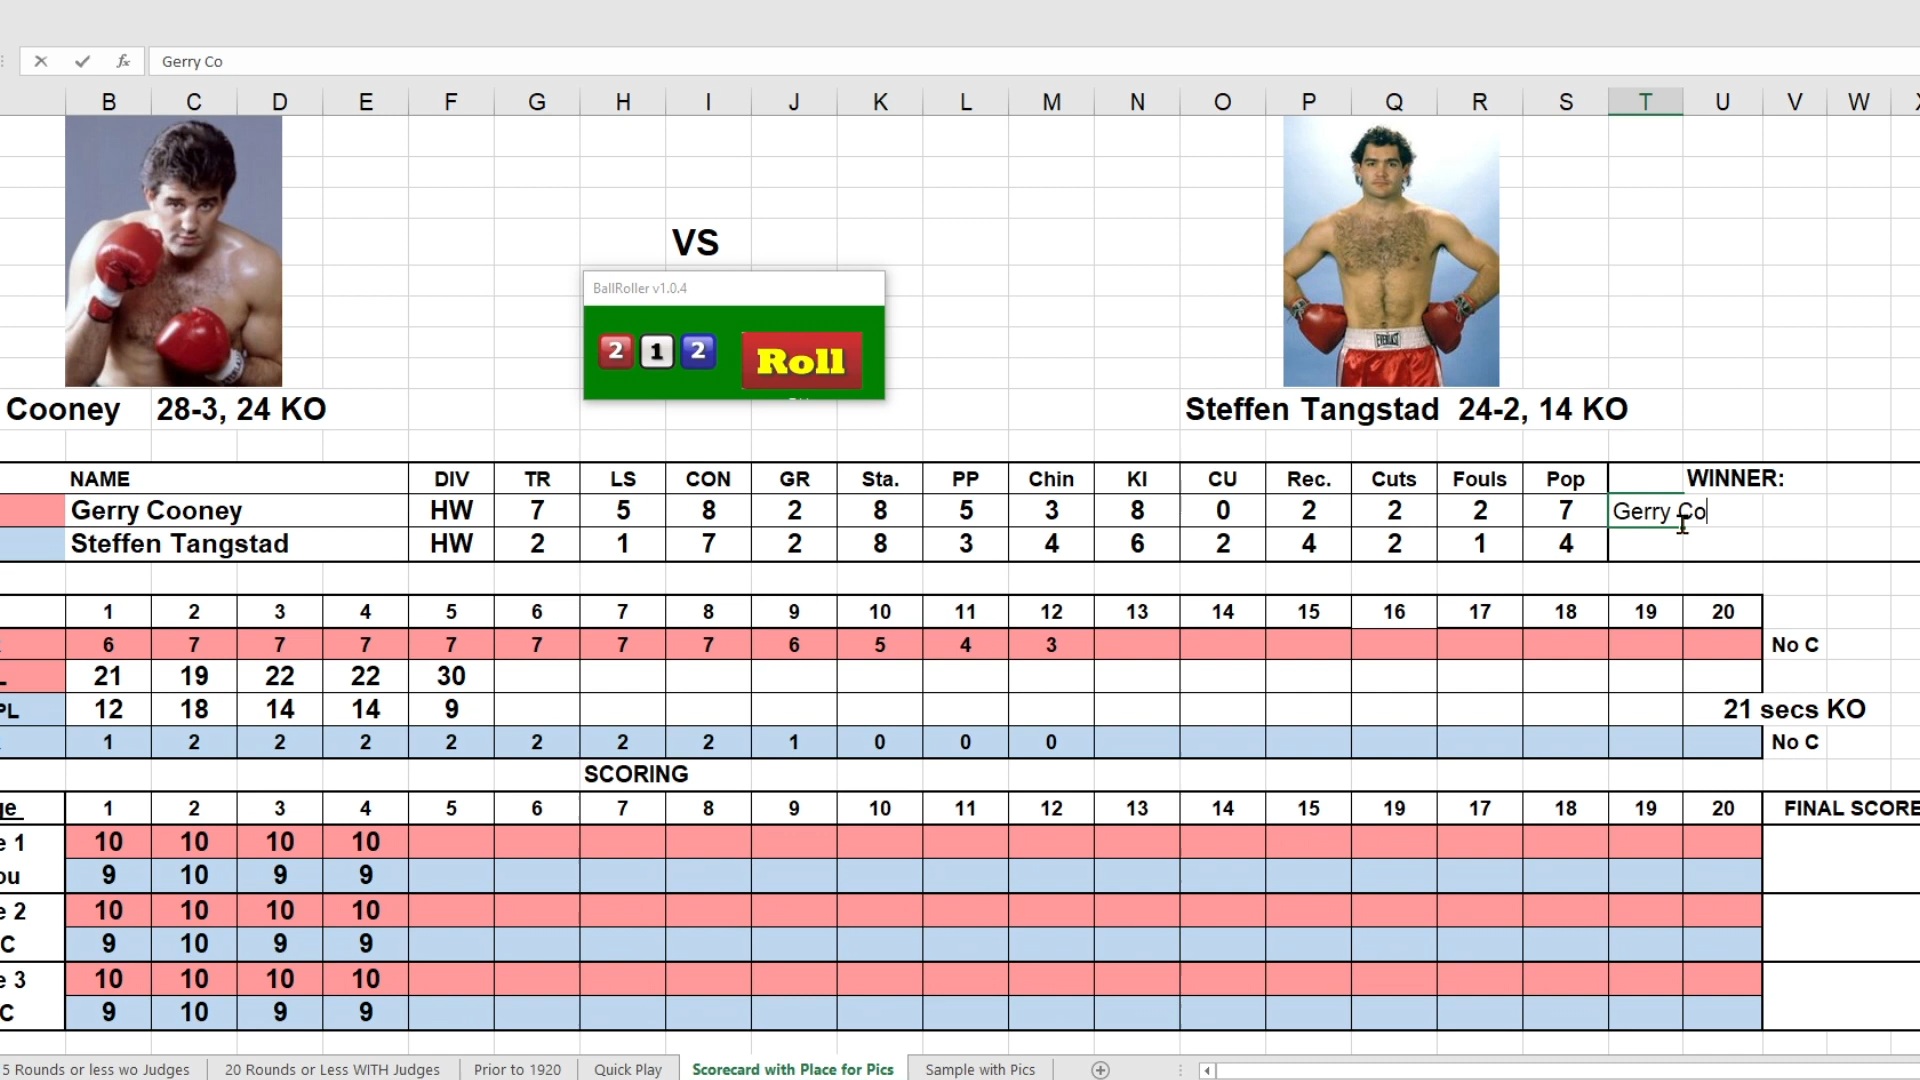 Gerry Co
B C D E F G H I J K L M N O P Q R S T U V W
VS
BallRoller v1.0.4
2 1 2 Roll
Cooney 28-3, 24 KO
Steffen Tangstad 24-2, 14 KO
NAME DIV TR LS CON GR Sta. PP Chin KI CU Rec. Cuts Fouls Pop WINNER:
Gerry Cooney HW 7 5 8 2 8 5 3 8 0 2 2 2 7 Gerry Co
Steffen Tangstad HW 2 1 7 2 8 3 4 6 2 4 2 1 4
1 2 3 4 5 6 7 8 9 10 11 12 13 14 15 16 17 18 19 20
6 7 7 7 7 7 7 7 6 5 4 3 No C
L 21 19 22 22 30
PL 12 18 14 14 9 21 secs KO
1 2 2 2 2 2 2 2 1 0 0 0 No C
SCORING
ge 1 2 3 4 5 6 7 8 9 10 11 12 13 14 15 19 17 18 19 20 FINAL SCORE
e 1 10 10 10 10
ou 9 10 9 9
e 2 10 10 10 10
C 9 10 9 9
e 3 10 10 10 10
C 9 10 9 9
5 Rounds or less wo Judges 20 Rounds or Less WITH Judges Prior to 1920 Quick Play Scorecard with Place for Pics Sample with Pics